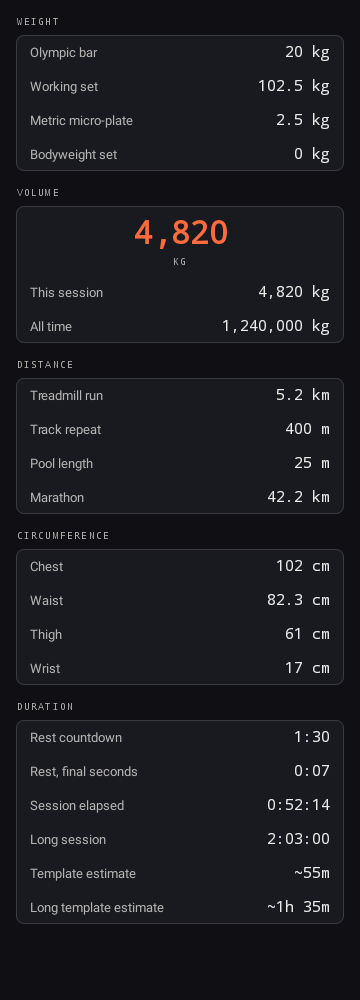 WEIGHT
Olympic bar 20 kg
Working set 102.5 kg
Metric micro-plate 2.5 kg
Bodyweight set 0 kg
VOLUME
4,820
KG
This session 4,820 kg
All time 1,240,000 kg
DISTANCE
Treadmill run 5.2 km
Track repeat 400 m
Pool length 25 m
Marathon 42.2 km
CIRCUMFERENCE
Chest 102 cm
Waist 82.3 cm
Thigh 61 cm
Wrist 17 cm
DURATION
Rest countdown 1:30
Rest, final seconds 0:07
Session elapsed 0:52:14
Long session 2:03:00
Template estimate ~55m
Long template estimate ~1h 35m